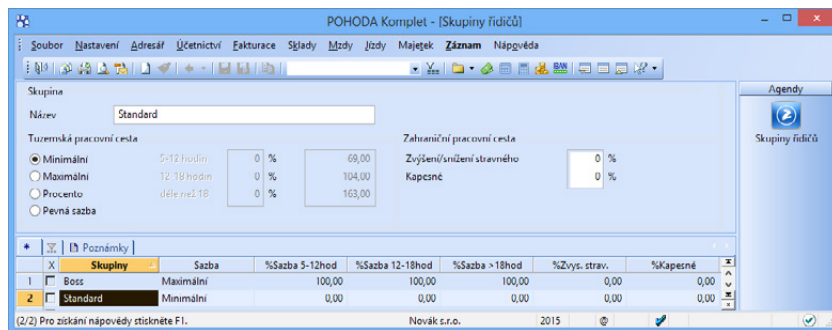 POHODA Komplet - [Skupiny řidičů]
Soubor Nastavení Adresář Účetnictví Fakturace Sklady Mzdy Jízdy Majetek Záznam Nápověda
Agendy
Skupiny řidičů
Skupina
Název Standard
Tuzemská pracovní cesta Zahraniční pracovní cesta
Minimální 5-12 hodin 0 % 69,00 Zvýšení/snížení stravného 0 %
Maximální 12-18 hodin 0 % 104,00 Kapesné 0 %
Procento déle než 18 0 % 163,00
Pevná sazba
* Poznámky
X Skupiny Sazba %Sazba 5-12hod %Sazba 12-18hod %Sazba >18hod %Zvys. strav. %Kapesné
1 Boss Maximální 100,00 100,00 100,00 0,00 0,00
2 Standard Minimální 0,00 0,00 0,00 0,00 0,00
(2/2) Pro získání nápovědy stiskněte F1. Novák s.r.o. 2015 @